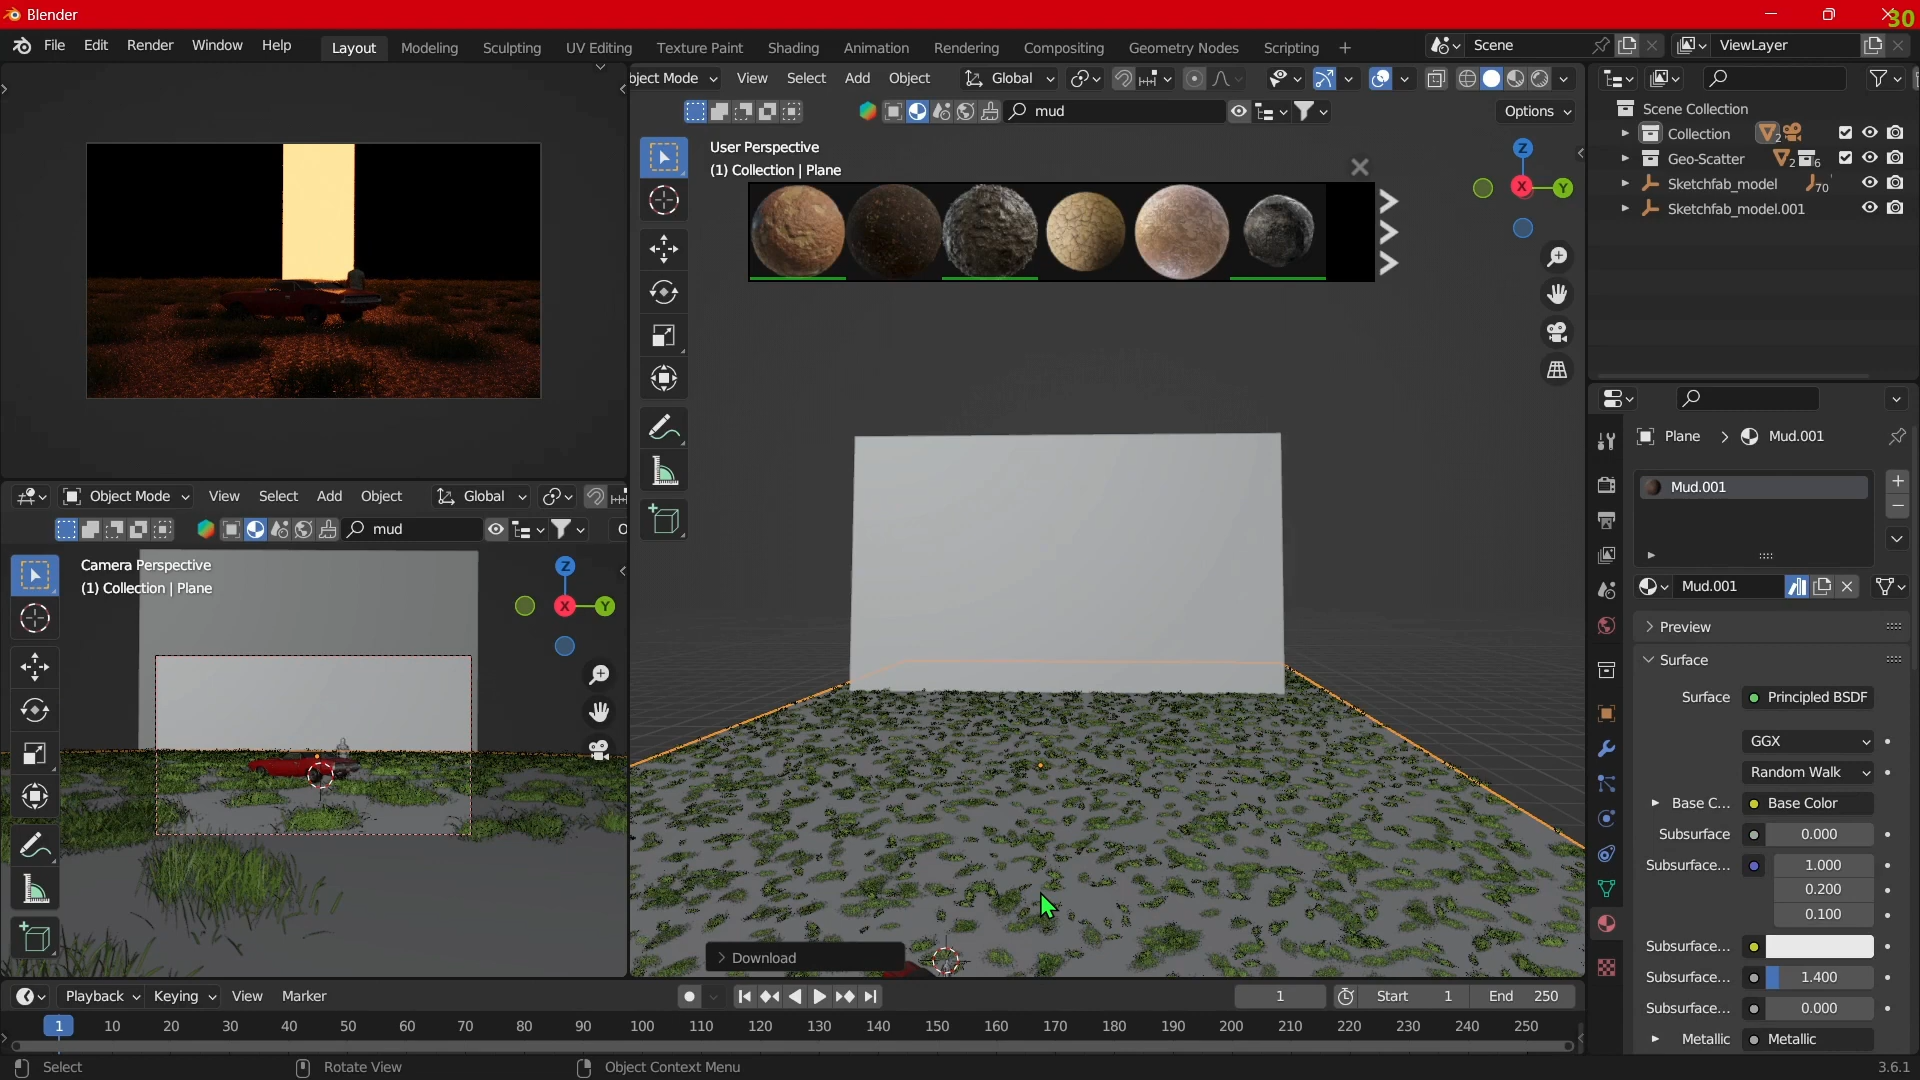 Blender
30
File Edit Render Window Help Layout Modeling Sculpting UV Editing Texture Paint Shading Animation Rendering Compositing Geometry Nodes Scripting + Scene ViewLayer
bject Mode View Select Add Object Global
mud Options
User Perspective
(1) Collection | Plane
Z
X Y
Scene Collection
Collection 2
Geo-Scatter 2 6
Sketchfab_model 70
Sketchfab_model.001
Plane > Mud.001
Mud.001
Mud.001
Preview
Surface
Surface Principled BSDF
GGX
Random Walk
Base C... Base Color
Subsurface 0.000
Subsurface... 1.000
0.200
0.100
Subsurface...
Subsurface... 1.400
Subsurface... 0.000
Metallic Metallic
Object Mode View Select Add Object Global
mud O
Camera Perspective
(1) Collection | Plane
Z
X Y
> Download
Playback Keying View Marker 1 Start 1 End 250
1 10 20 30 40 50 60 70 80 90 100 110 120 130 140 150 160 170 180 190 200 210 220 230 240 250
Select Rotate View Object Context Menu 3.6.1